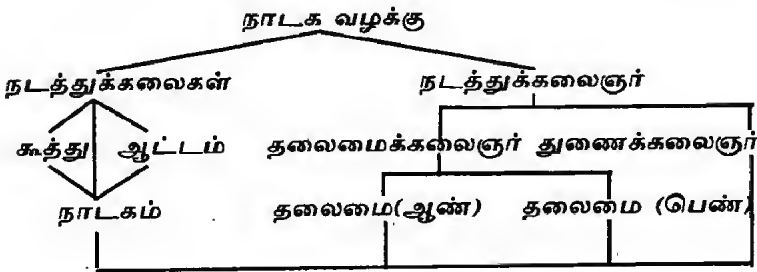 நாடக வழக்கு
நடத்துக்கலைகள் நடத்துக்கலைஞர்
கூத்து ஆட்டம் தலைமைக்கலைஞர் துணைக்கலைஞர்
நாடகம் தலைமை(ஆண்) தலைமை (பெண்)